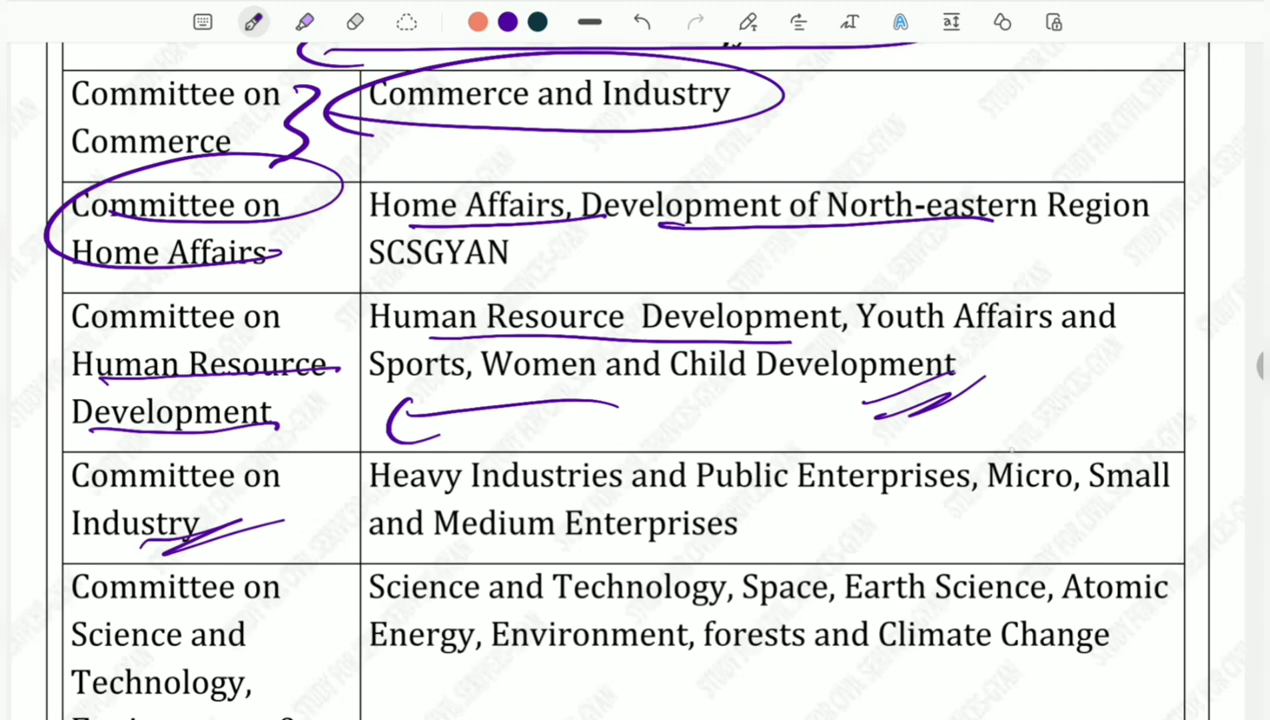 Committee on
Commerce
Commerce and Industry
Committee on
Home Affairs
Home Affairs, Development of North-eastern Region
SCSGYAN
Committee on
Human Resource
Development
Human Resource Development, Youth Affairs and
Sports, Women and Child Development
Committee on
Industry
Heavy Industries and Public Enterprises, Micro, Small
and Medium Enterprises
Committee on
Science and
Technology,
Science and Technology, Space, Earth Science, Atomic
Energy, Environment, forests and Climate Change